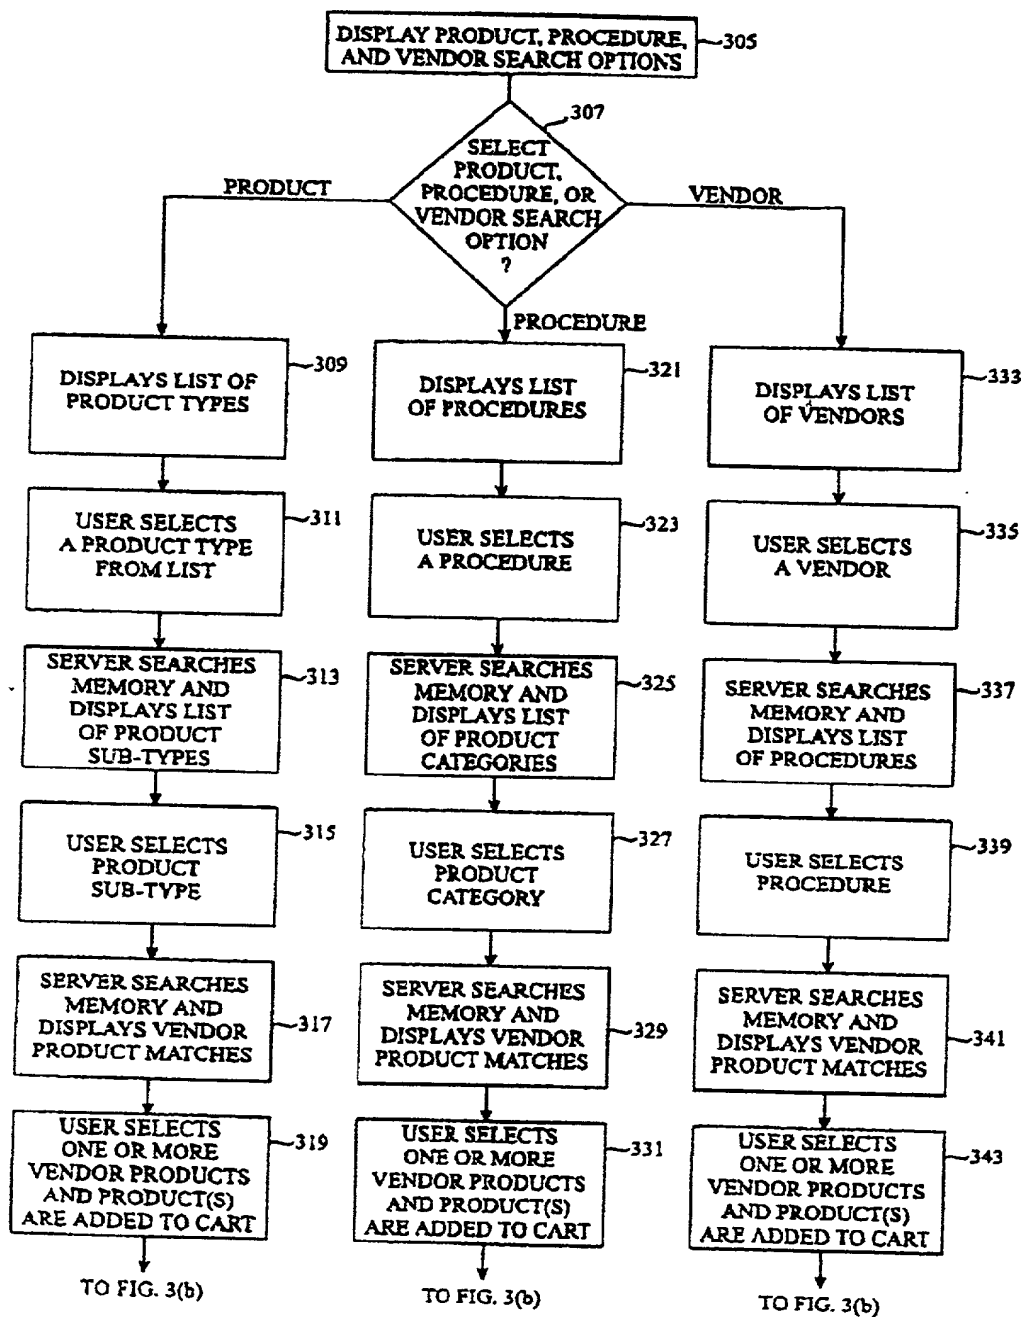 DISPLAY PRODUCT, PROCEDURE,
AND VENDOR SEARCH OPTIONS
305
307
SELECT
PRODUCT,
PROCEDURE, OR
VENDOR SEARCH
OPTION
?
PRODUCT
VENDOR
PROCEDURE
DISPLAYS LIST OF
PRODUCT TYPES
309
USER SELECTS
A PRODUCT TYPE
FROM LIST
311
SERVER SEARCHES
MEMORY AND
DISPLAYS LIST
OF PRODUCT
SUB-TYPES
313
USER SELECTS
PRODUCT
SUB-TYPE
315
SERVER SEARCHES
MEMORY AND
DISPLAYS VENDOR
PRODUCT MATCHES
317
USER SELECTS
ONE OR MORE
VENDOR PRODUCTS
AND PRODUCT(S)
ARE ADDED TO CART
319
TO FIG. 3(b)
DISPLAYS LIST
OF PROCEDURES
321
USER SELECTS
A PROCEDURE
323
SERVER SEARCHES
MEMORY AND
DISPLAYS LIST
OF PRODUCT
CATEGORIES
325
USER SELECTS
PRODUCT
CATEGORY
327
SERVER SEARCHES
MEMORY AND
DISPLAYS VENDOR
PRODUCT MATCHES
329
USER SELECTS
ONE OR MORE
VENDOR PRODUCTS
AND PRODUCT(S)
ARE ADDED TO CART
331
TO FIG. 3(b)
DISPLAYS LIST
OF VENDORS
333
USER SELECTS
A VENDOR
335
SERVER SEARCHES
MEMORY AND
DISPLAYS LIST
OF PROCEDURES
337
USER SELECTS
PROCEDURE
339
SERVER SEARCHES
MEMORY AND
DISPLAYS VENDOR
PRODUCT MATCHES
341
USER SELECTS
ONE OR MORE
VENDOR PRODUCTS
AND PRODUCT(S)
ARE ADDED TO CART
343
TO FIG. 3(b)